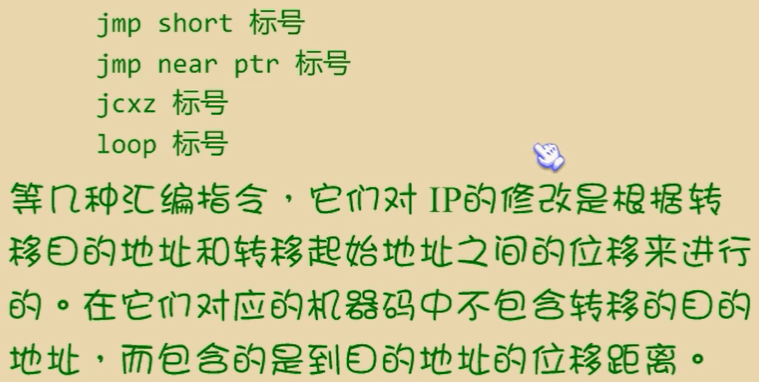 jmp short 标号
jmp near ptr 标号
jcxz 标号
loop 标号
等几种汇编指令，它们对 IP的修改是根据转
移目的地址和转移起始地址之间的位移来进行
的。在它们对应的机器码中不包含转移的目的
地址，而包含的是到目的地址的位移距离。